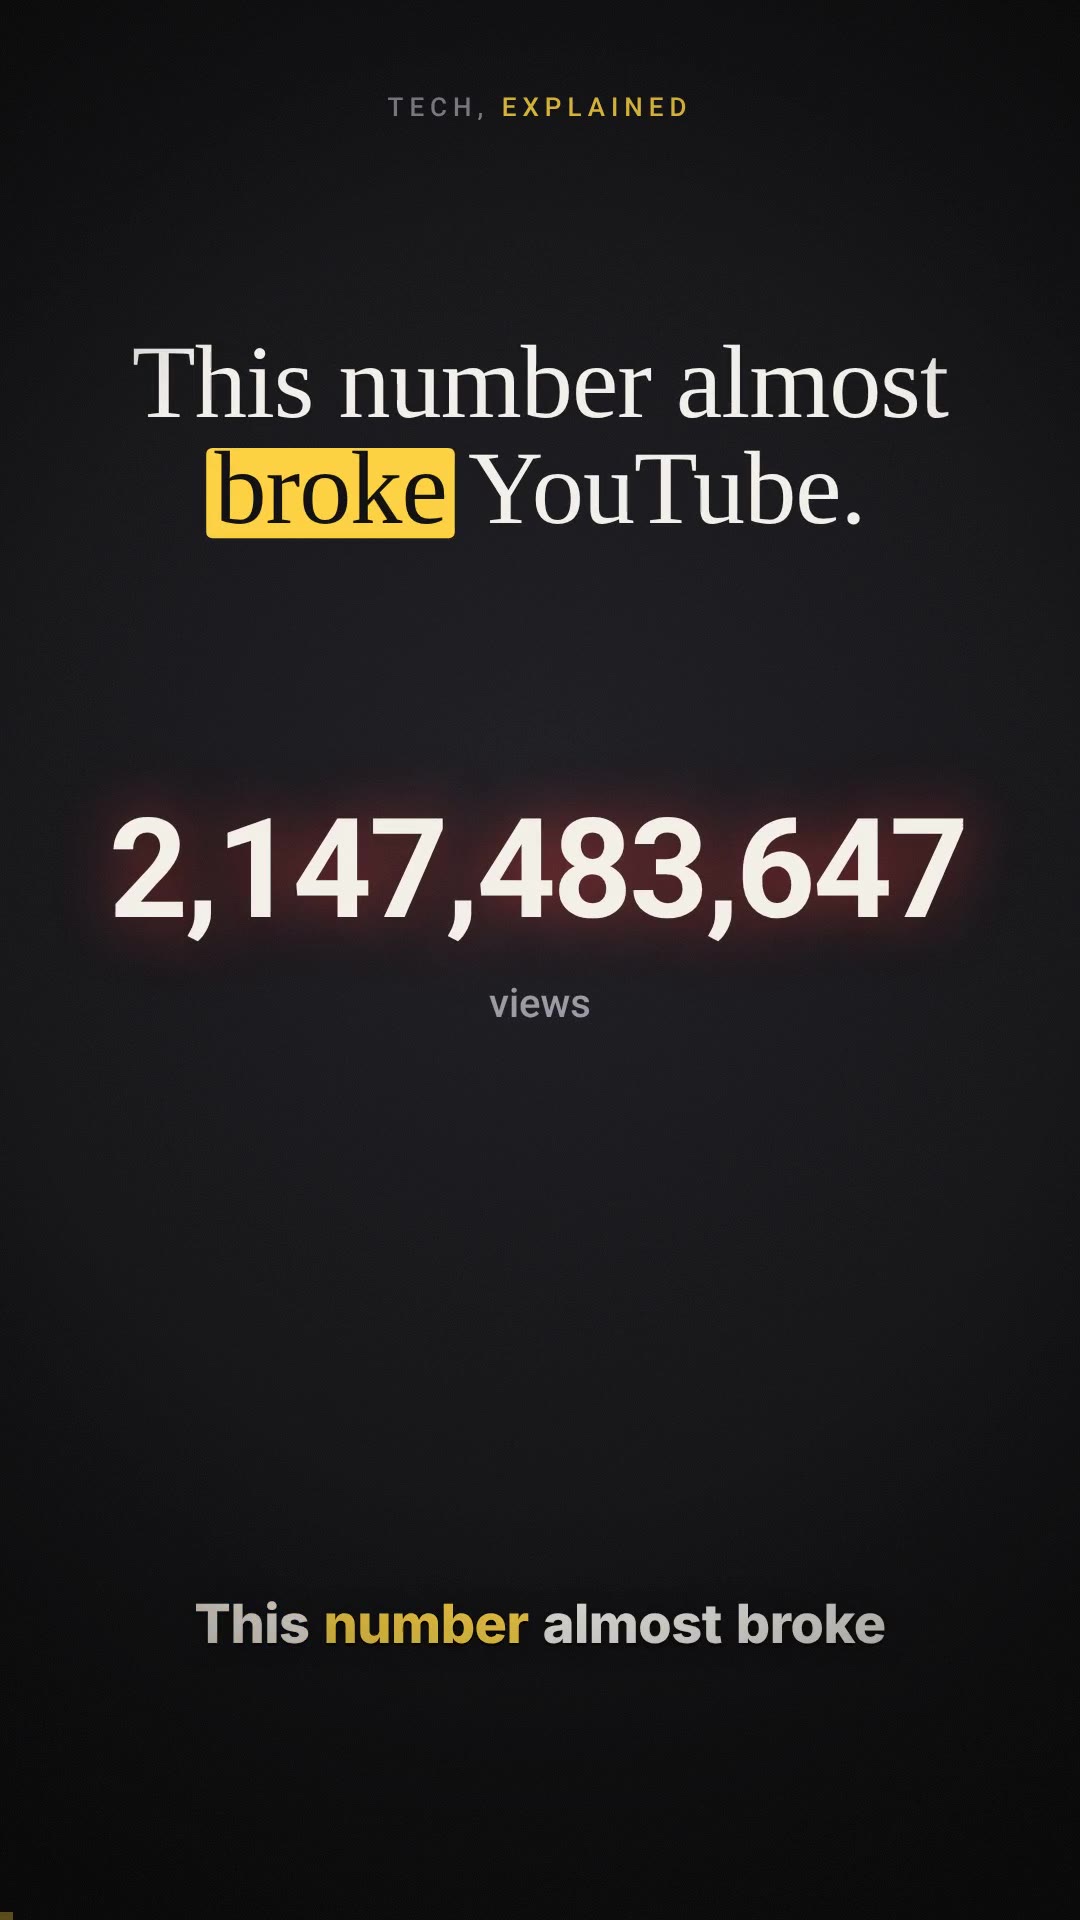 TECH, EXPLAINED
This number almost
broke YouTube.
2,147,483,647
views
This number almost broke